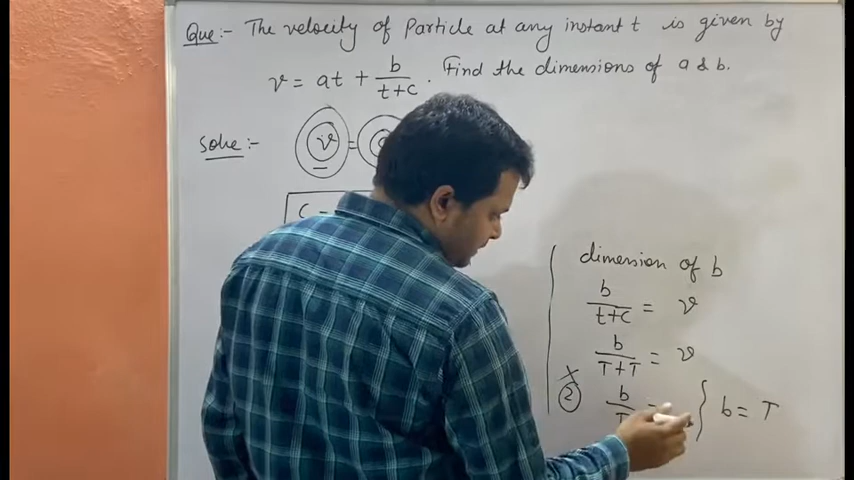 Que:- The velocity of Particle at any instant t is given by
v = at + b/(t+c). Find the dimensions of a & b.
Solve:-
v =
c
dimension of b
b/(t+c) = v
b/(T+T) = v
2
b/T = } b = T